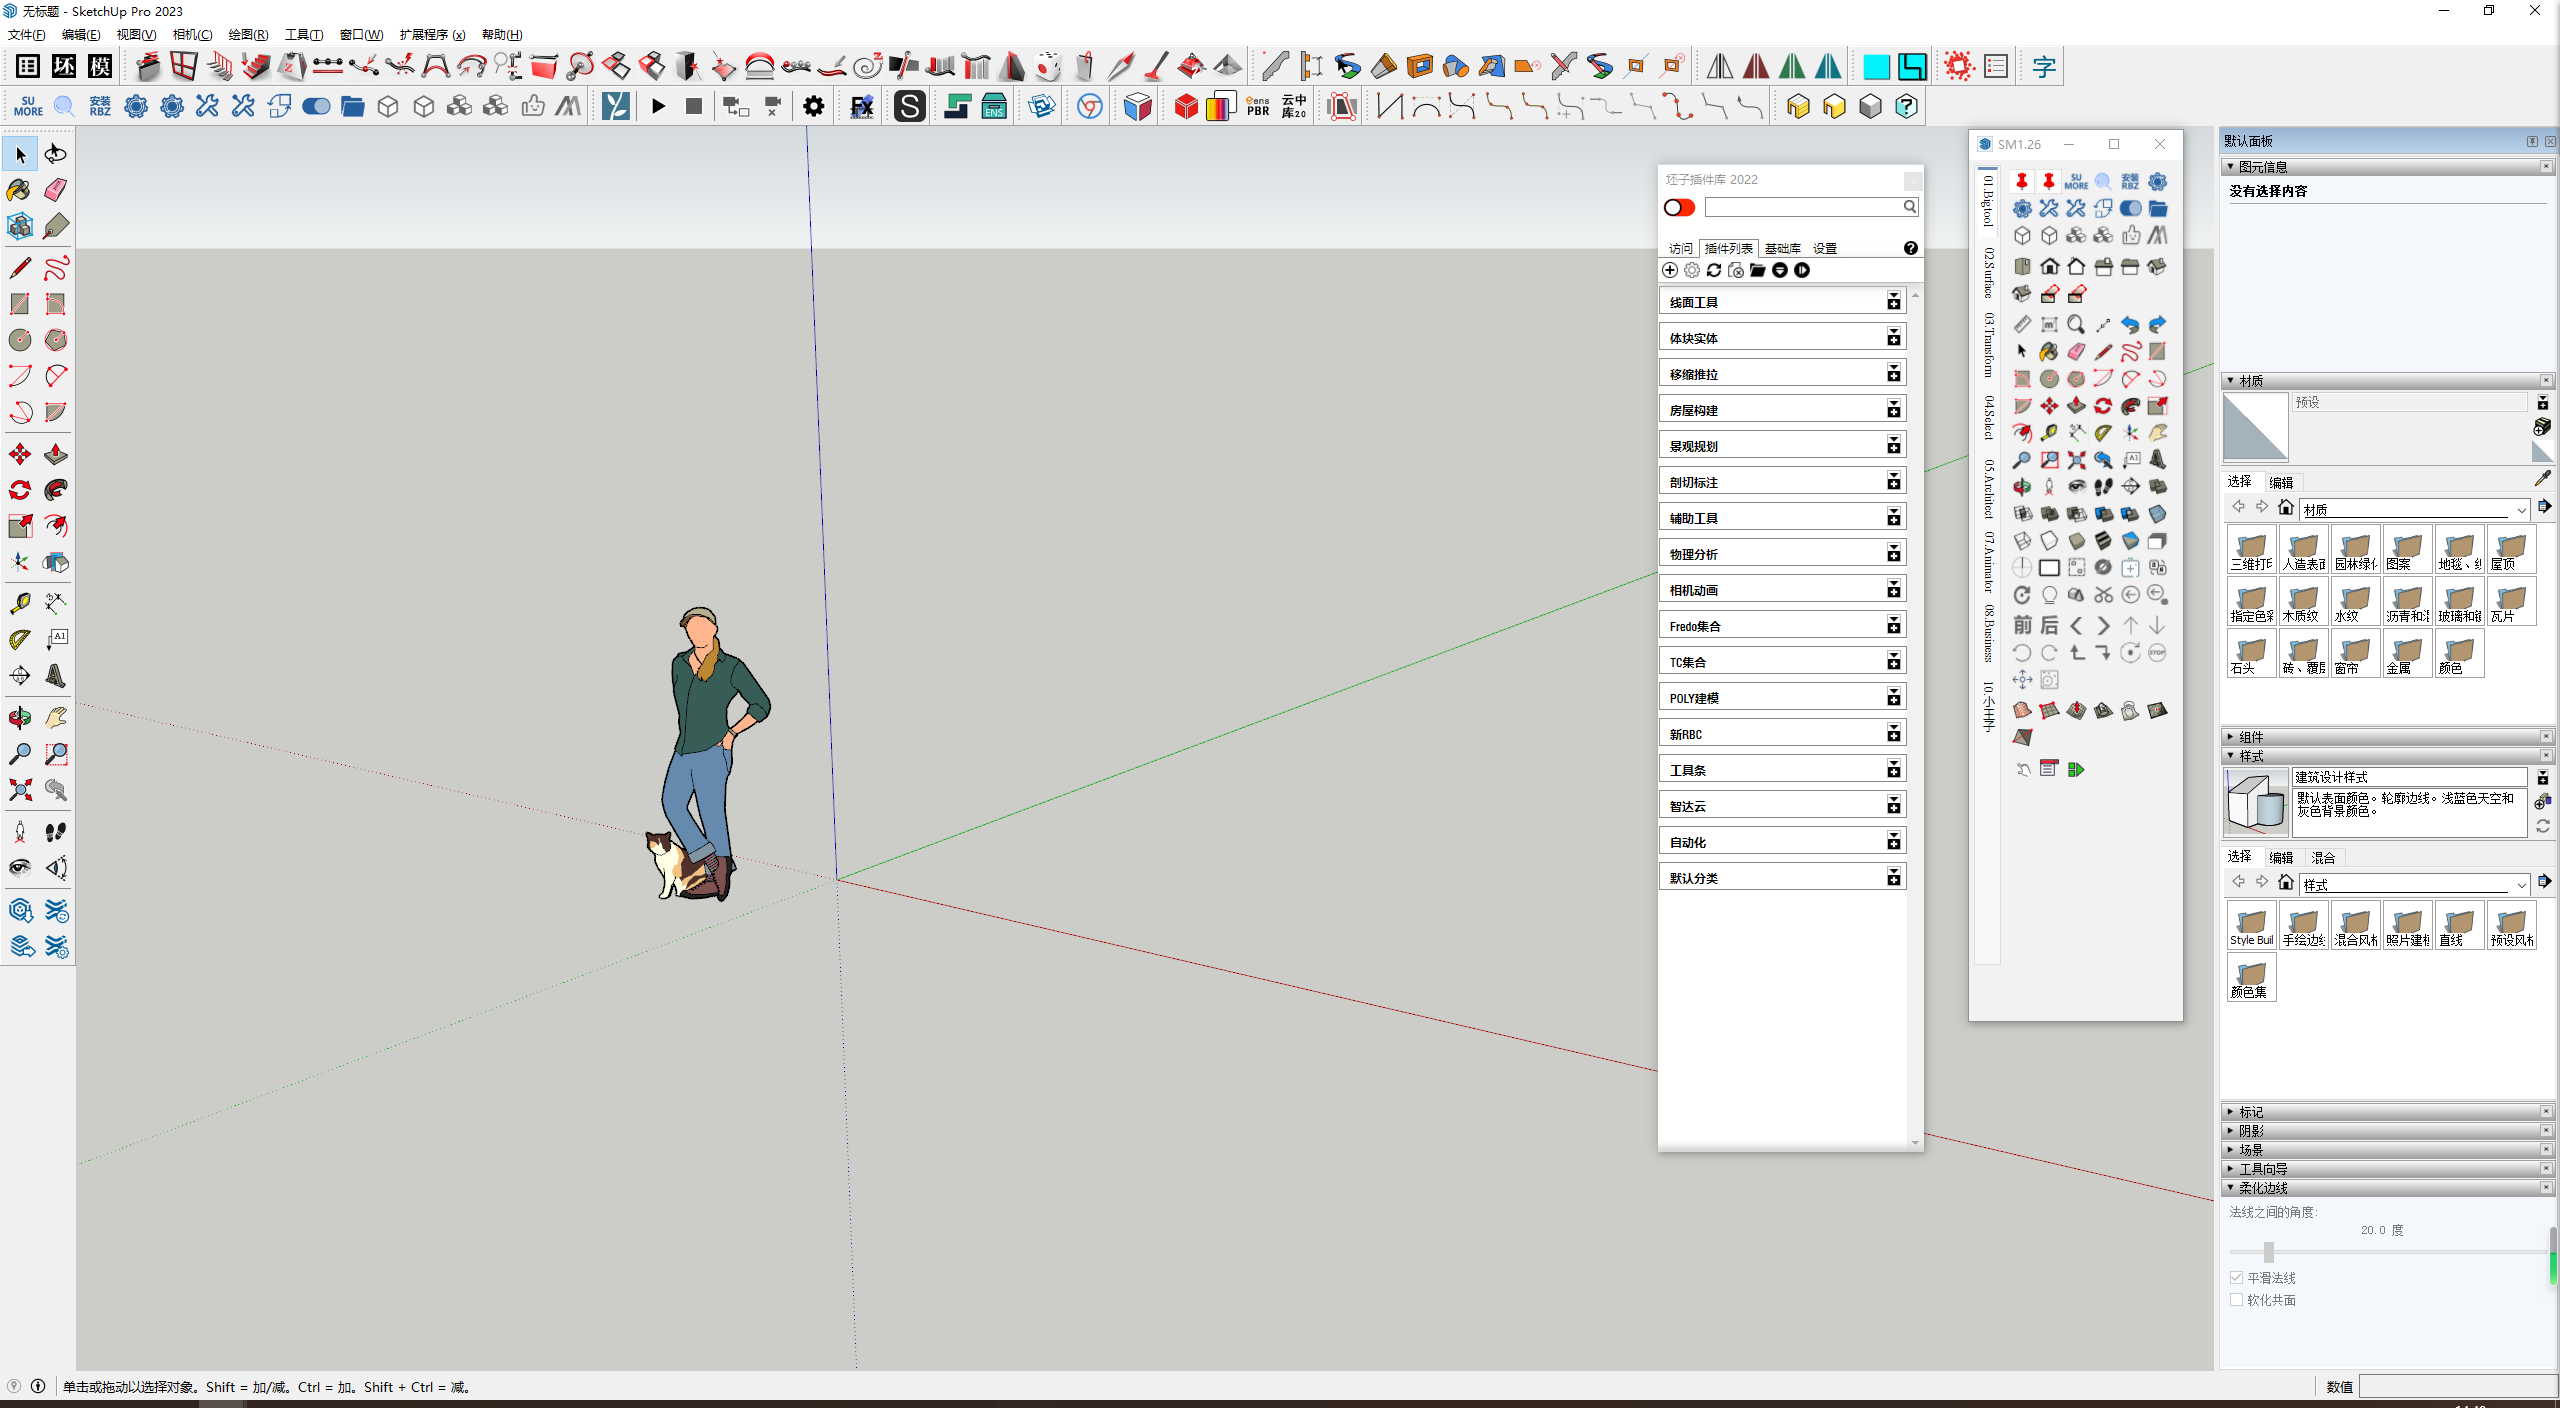 无标题 - SketchUp Pro 2023
文件(F) 编辑(E) 视图(V) 相机(C) 绘图(R) 工具(T) 窗口(W) 扩展程序 (x) 帮助(H)
坯 模 字
SU MORE 安装 RBZ Fx S ENS ens PBR 云中库20
SM1.26
01.Bigtool
02.Surface
03.Transform
04.Select
05.Architect
07.Animator
08.Business
SU MORE 安装 RBZ
A1
前 后
STOP
坯子插件库 2022
访问 插件列表 基础库 设置
线面工具
体块实体
移缩推拉
房屋构建
景观规划
剖切标注
辅助工具
物理分析
相机动画
Fredo集合
TC集合
POLY建模
新RBC
工具条
智达云
自动化
默认分类
默认面板
图元信息
没有选择内容
材质
预设
选择 编辑
材质
三维打印 人造表面 园林绿化 图案 地毯、 屋顶
指定色彩 木质纹 水纹 沥青和 玻璃和 瓦片
石头 砖、覆层 窗帘 金属 颜色
组件
样式
建筑设计样式
默认表面颜色。轮廓边线。浅蓝色天空和
灰色背景颜色。
选择 编辑 混合
样式
Style Buil 手绘边线 混合风格 照片建模 直线 预设风格
颜色集
标记
阴影
场景
工具向导
柔化边线
法线之间的角度:
20.0 度
平滑法线
软化共面
单击或拖动以选择对象。Shift = 加/减。Ctrl = 加。Shift + Ctrl = 减。
数值